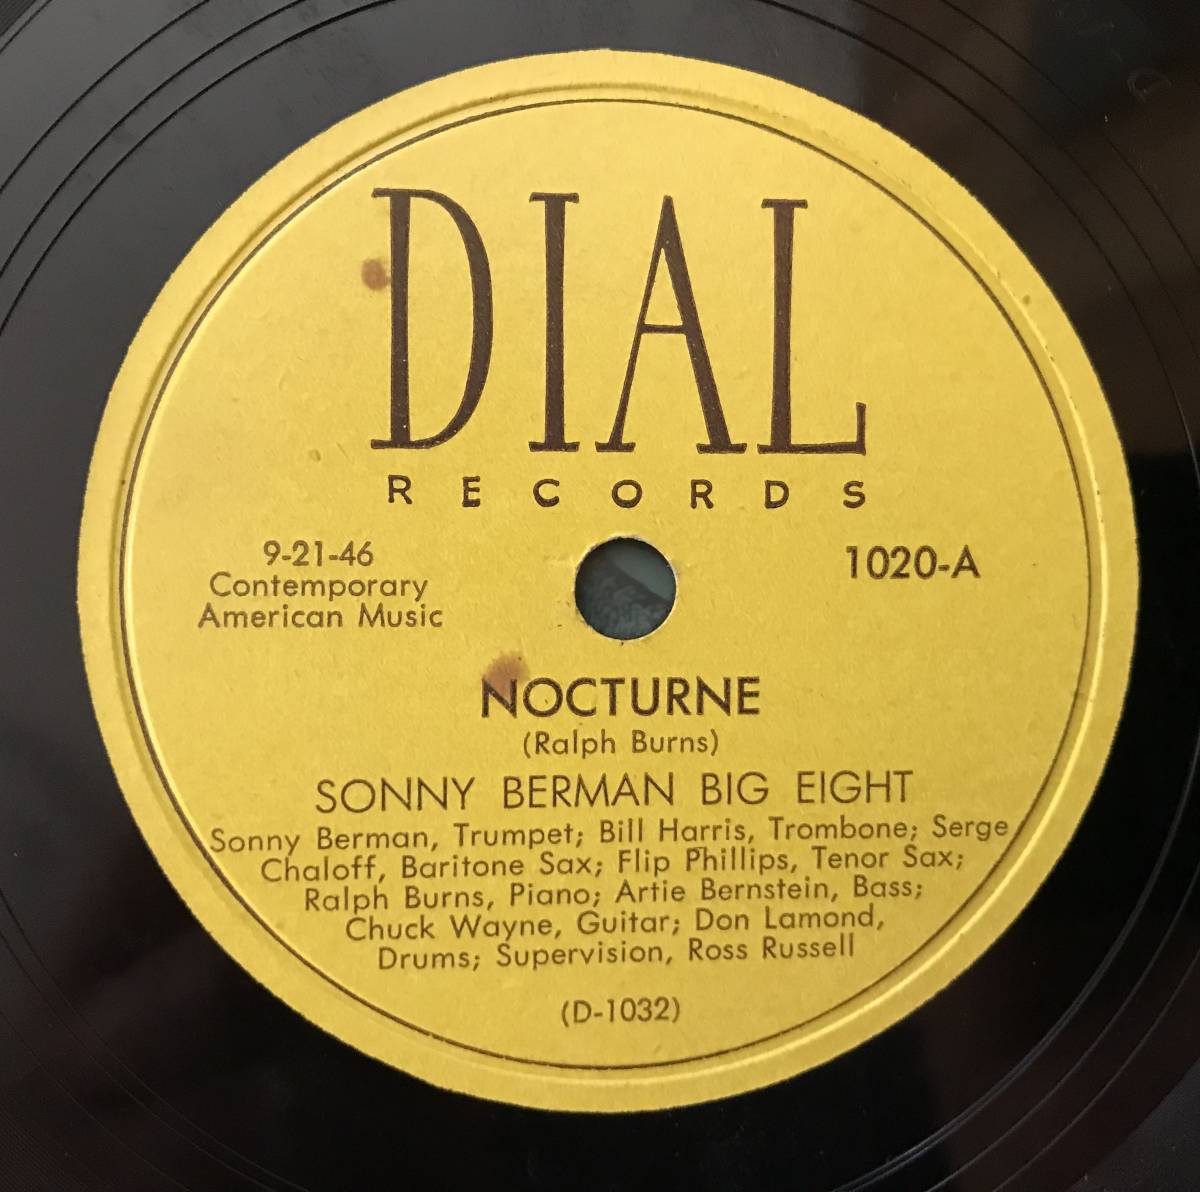 DIAL
RECORDS
9-21-46
Contemporary
American Music
1020-A
NOCTURNE
(Ralph Burns)
SONNY BERMAN BIG EIGHT
Sonny Berman, Trumpet; Bill Harris, Trombone; Serge
Chaloff, Baritone Sax; Flip Phillips, Tenor Sax;
Ralph Burns, Piano; Artie Bernstein, Bass;
Chuck Wayne, Guitar; Don Lamond,
Drums; Supervision, Ross Russell
(D-1032)